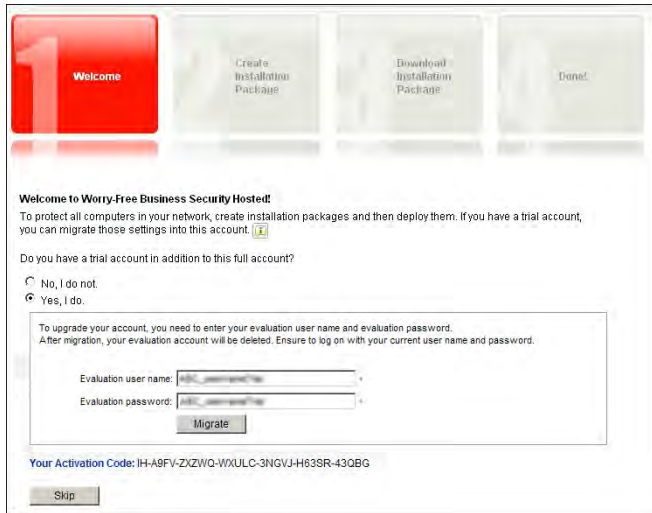 1 Welcome
2 Create Installation Package
3 Download Installation Package
Done!
Welcome to Worry-Free Business Security Hosted!
To protect all computers in your network, create installation packages and then deploy them. If you have a trial account,
you can migrate those settings into this account.
Do you have a trial account in addition to this full account?
No, I do not.
Yes, I do.
To upgrade your account, you need to enter your evaluation user name and evaluation password.
After migration, your evaluation account will be deleted. Ensure to log on with your current user name and password.
Evaluation user name: *
Evaluation password: *
Migrate
Your Activation Code: IH-A9FV-ZXZWQ-WXULC-3NGVJ-H63SR-43QBG
Skip